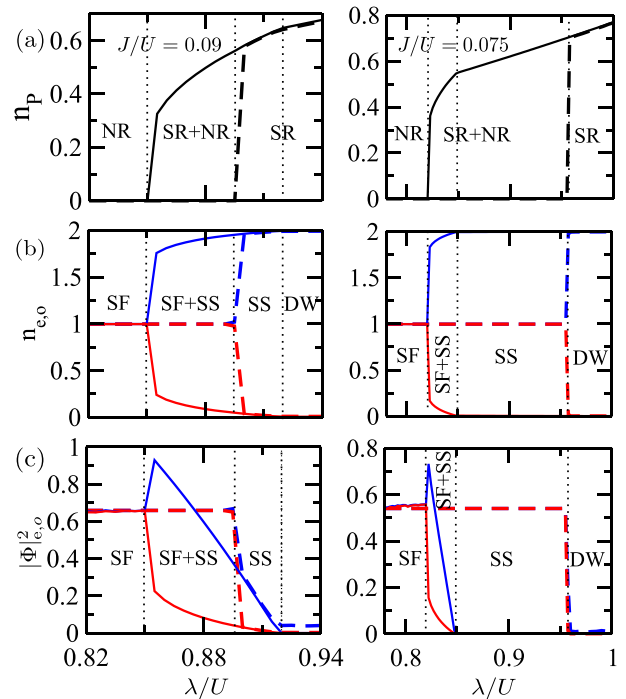 (a)
n_P
0.6
0.4
0.2
0
J/U = 0.09
NR
SR+NR
SR
0.6
0.4
0.2
0
J/U = 0.075
NR
SR+NR
SR
(b)
n_{e,o}
2
1.5
1
0.5
0
SF
SF+SS
SS
DW
2
1.5
1
0.5
0
SF
SF+SS
SS
DW
(c)
|Φ|²_{e,o}
1
0.8
0.6
0.4
0.2
0
SF
SF+SS
SS
DW
0.82
0.88
0.94
λ/U
0.8
0.6
0.4
0.2
0
SF
SF+SS
SS
DW
0.8
0.9
1
λ/U